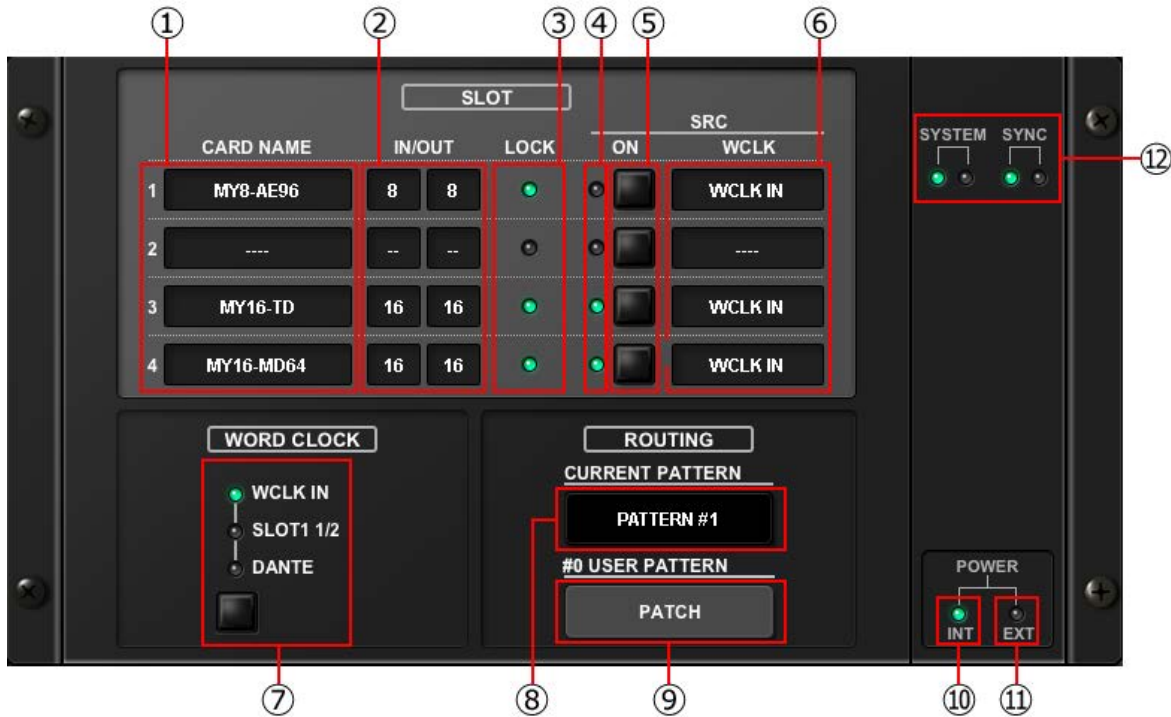 ① ② ③ ④ ⑤ ⑥
SLOT
SRC
CARD NAME IN/OUT LOCK ON WCLK
1 MY8-AE96 8 8 WCLK IN
2 ---- -- -- ----
3 MY16-TD 16 16 WCLK IN
4 MY16-MD64 16 16 WCLK IN
SYSTEM SYNC
⑫
WORD CLOCK
WCLK IN
SLOT1 1/2
DANTE
ROUTING
CURRENT PATTERN
PATTERN #1
#0 USER PATTERN
PATCH
POWER
INT EXT
⑦ ⑧ ⑨ ⑩ ⑪